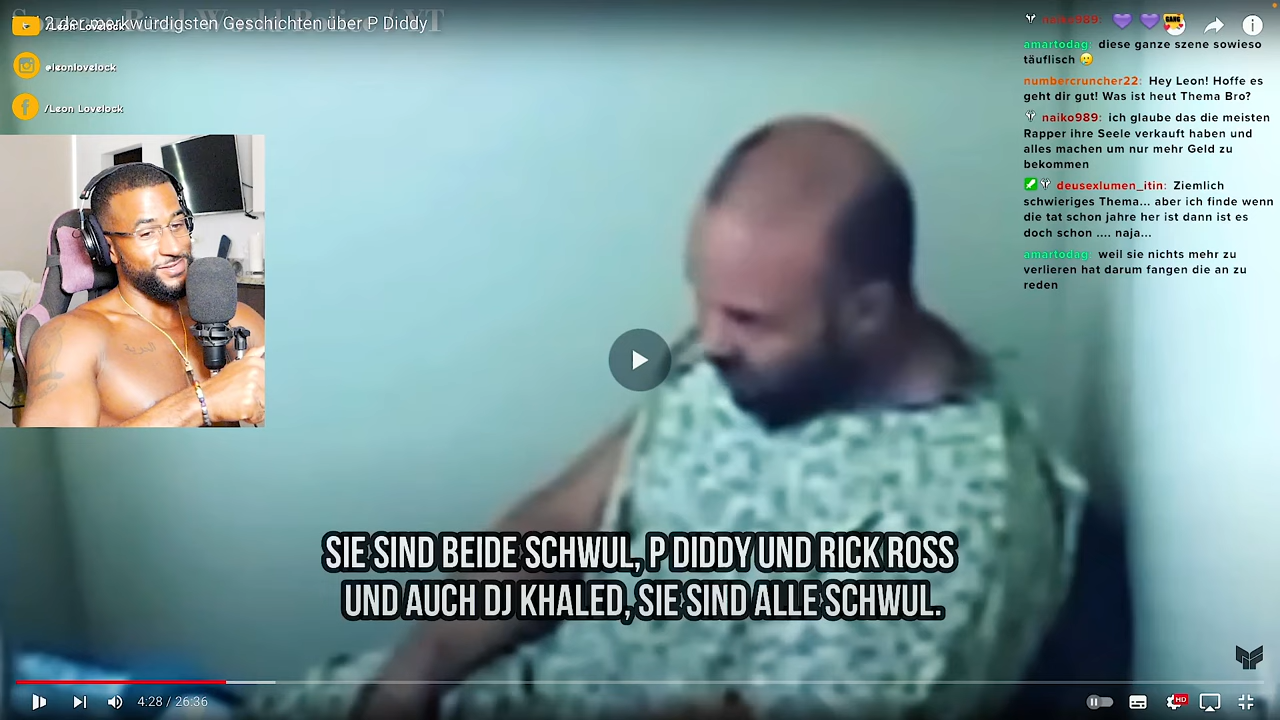 2 der merkwürdigsten Geschichten über P Diddy
/Leon Lovelock
@leonlovelock
/Leon Lovelock
naiko989:
GANG
amartodag: diese ganze szene sowieso
täuflisch
numbercruncher22: Hey Leon! Hoffe es
geht dir gut! Was ist heut Thema Bro?
naiko989: ich glaube das die meisten
Rapper ihre Seele verkauft haben und
alles machen um nur mehr Geld zu
bekommen
deusexlumen_itin: Ziemlich
schwieriges Thema... aber ich finde wenn
die tat schon jahre her ist dann ist es
doch schon .... naja...
amartodag: weil sie nichts mehr zu
verlieren hat darum fangen die an zu
reden
SIE SIND BEIDE SCHWUL, P DIDDY UND RICK ROSS
UND AUCH DJ KHALED, SIE SIND ALLE SCHWUL.
4:28 / 26:36
HD